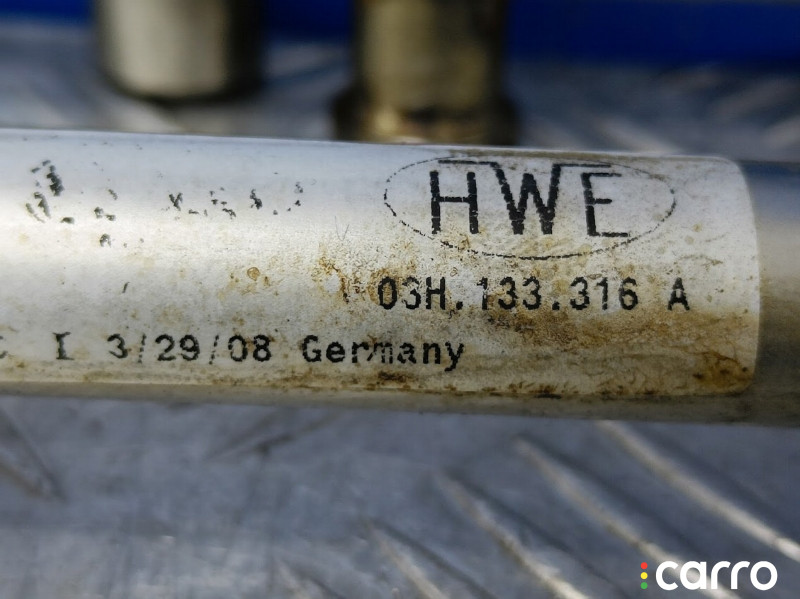 HWE
03H.133.316 A
I 3/29/08 Germany
carro